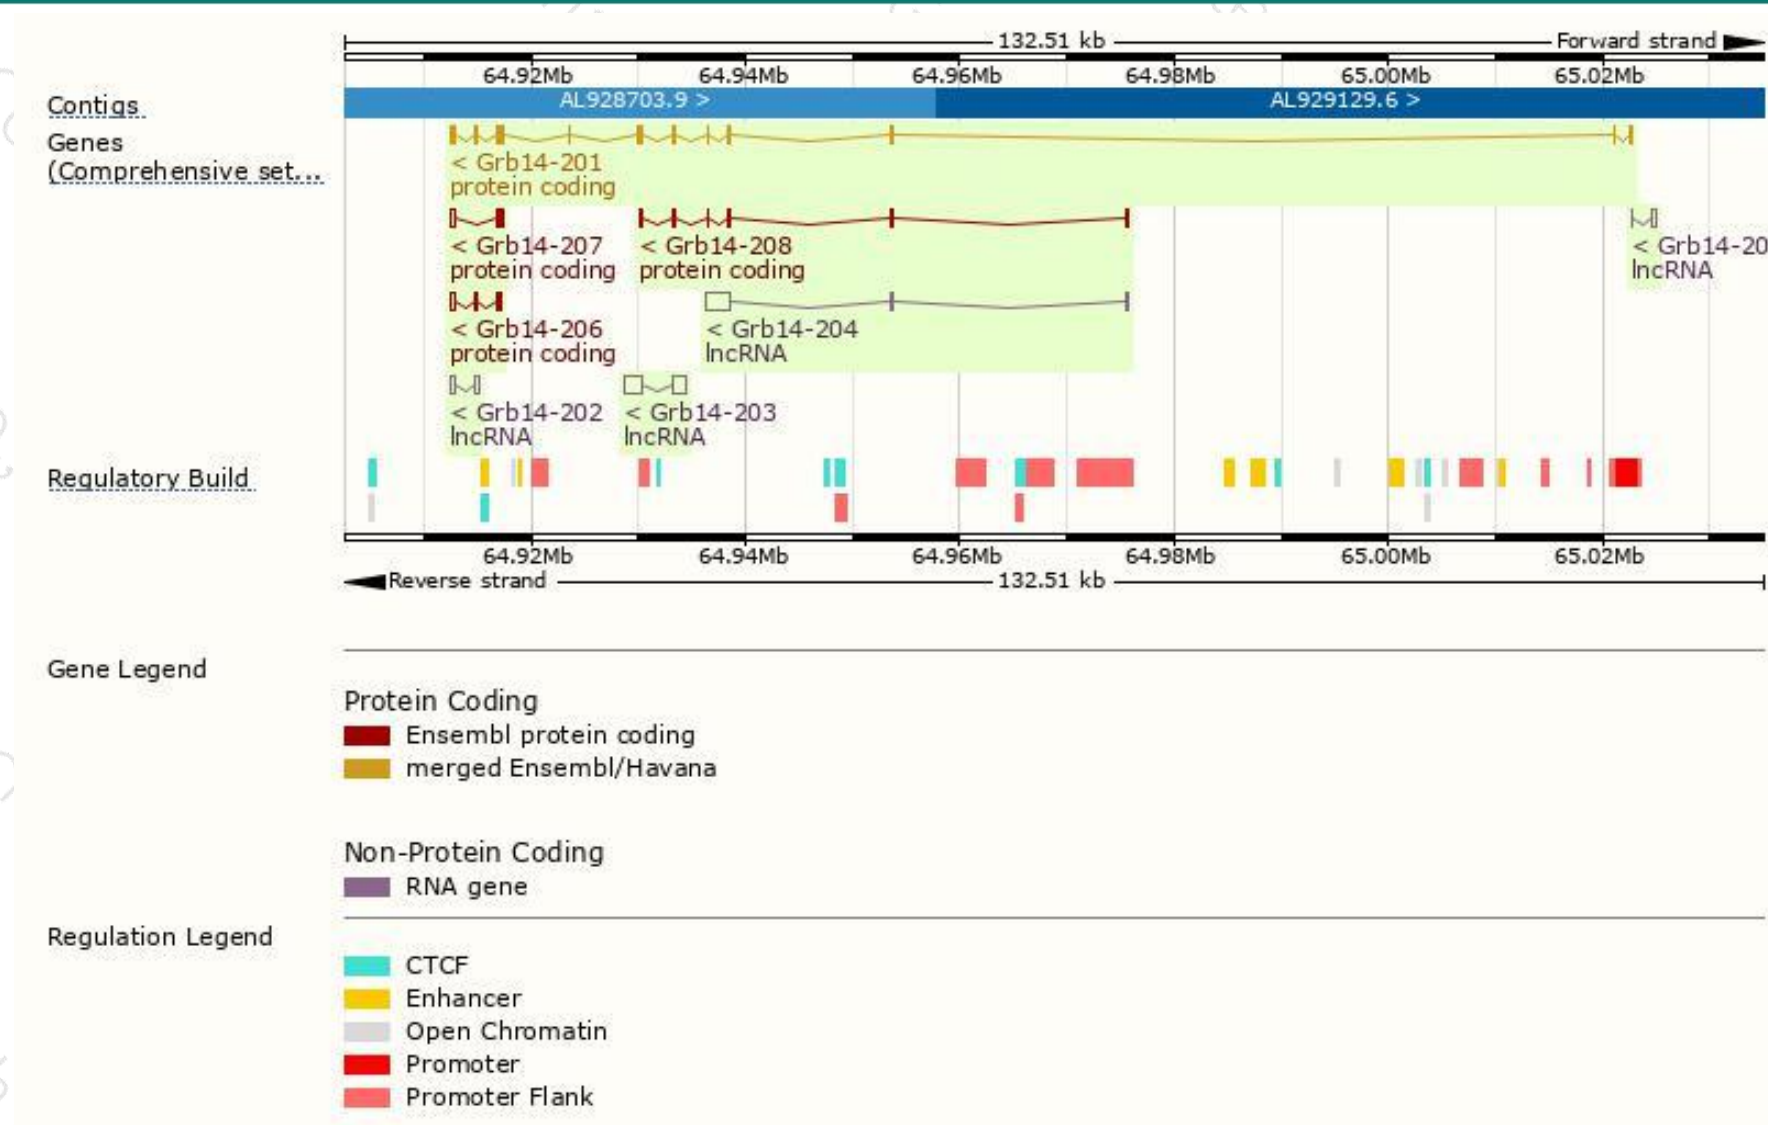 132.51 kb Forward strand
64.92Mb 64.94Mb 64.96Mb 64.98Mb 65.00Mb 65.02Mb
Contigs AL928703.9 > AL929129.6 >
Genes
(Comprehensive set...
< Grb14-201
protein coding
< Grb14-207 < Grb14-208 < Grb14-20
protein coding protein coding lncRNA
< Grb14-206 < Grb14-204
protein coding lncRNA
< Grb14-202 < Grb14-203
lncRNA lncRNA
Regulatory Build
64.92Mb 64.94Mb 64.96Mb 64.98Mb 65.00Mb 65.02Mb
Reverse strand 132.51 kb
Gene Legend
Protein Coding
Ensembl protein coding
merged Ensembl/Havana
Non-Protein Coding
RNA gene
Regulation Legend
CTCF
Enhancer
Open Chromatin
Promoter
Promoter Flank